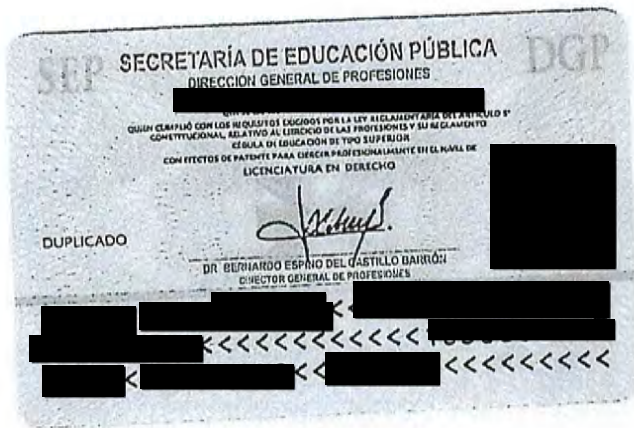 SEP SECRETARÍA DE EDUCACIÓN PÚBLICA DGP
DIRECCIÓN GENERAL DE PROFESIONES
QUIEN CUMPLIÓ CON LOS REQUISITOS EXIGIDOS POR LA LEY REGLAMENTARIA DEL ARTÍCULO 5°
CONSTITUCIONAL, RELATIVO AL EJERCICIO DE LAS PROFESIONES Y SU REGLAMENTO
CÉDULA DE EDUCACIÓN DE TIPO SUPERIOR
CON EFECTOS DE PATENTE PARA EJERCER PROFESIONALMENTE EN EL NIVEL DE
LICENCIATURA EN DERECHO
DUPLICADO
DR. BERNARDO ESPINO DEL CASTILLO BARRÓN
DIRECTOR GENERAL DE PROFESIONES